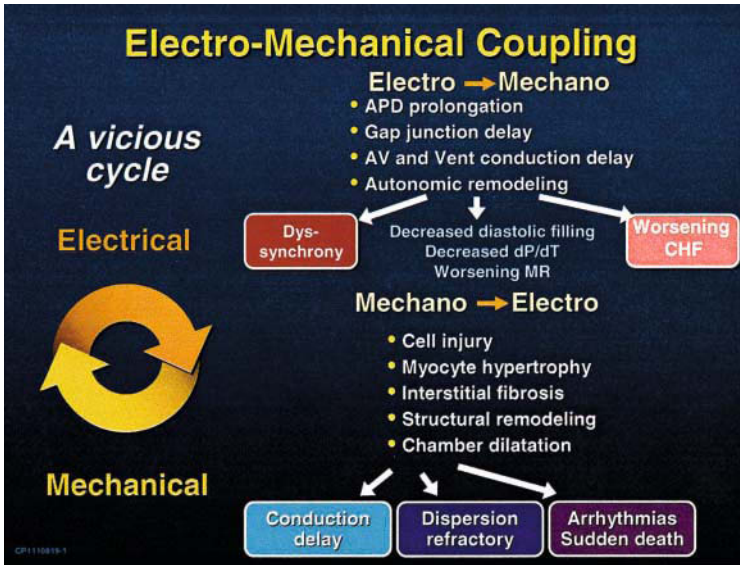 Electro-Mechanical Coupling
A vicious
cycle
Electrical
Mechanical
Electro → Mechano
• APD prolongation
• Gap junction delay
• AV and Vent conduction delay
• Autonomic remodeling
Dys-
synchrony
Decreased diastolic filling
Decreased dP/dT
Worsening MR
Worsening
CHF
Mechano → Electro
• Cell injury
• Myocyte hypertrophy
• Interstitial fibrosis
• Structural remodeling
• Chamber dilatation
Conduction
delay
Dispersion
refractory
Arrhythmias
Sudden death